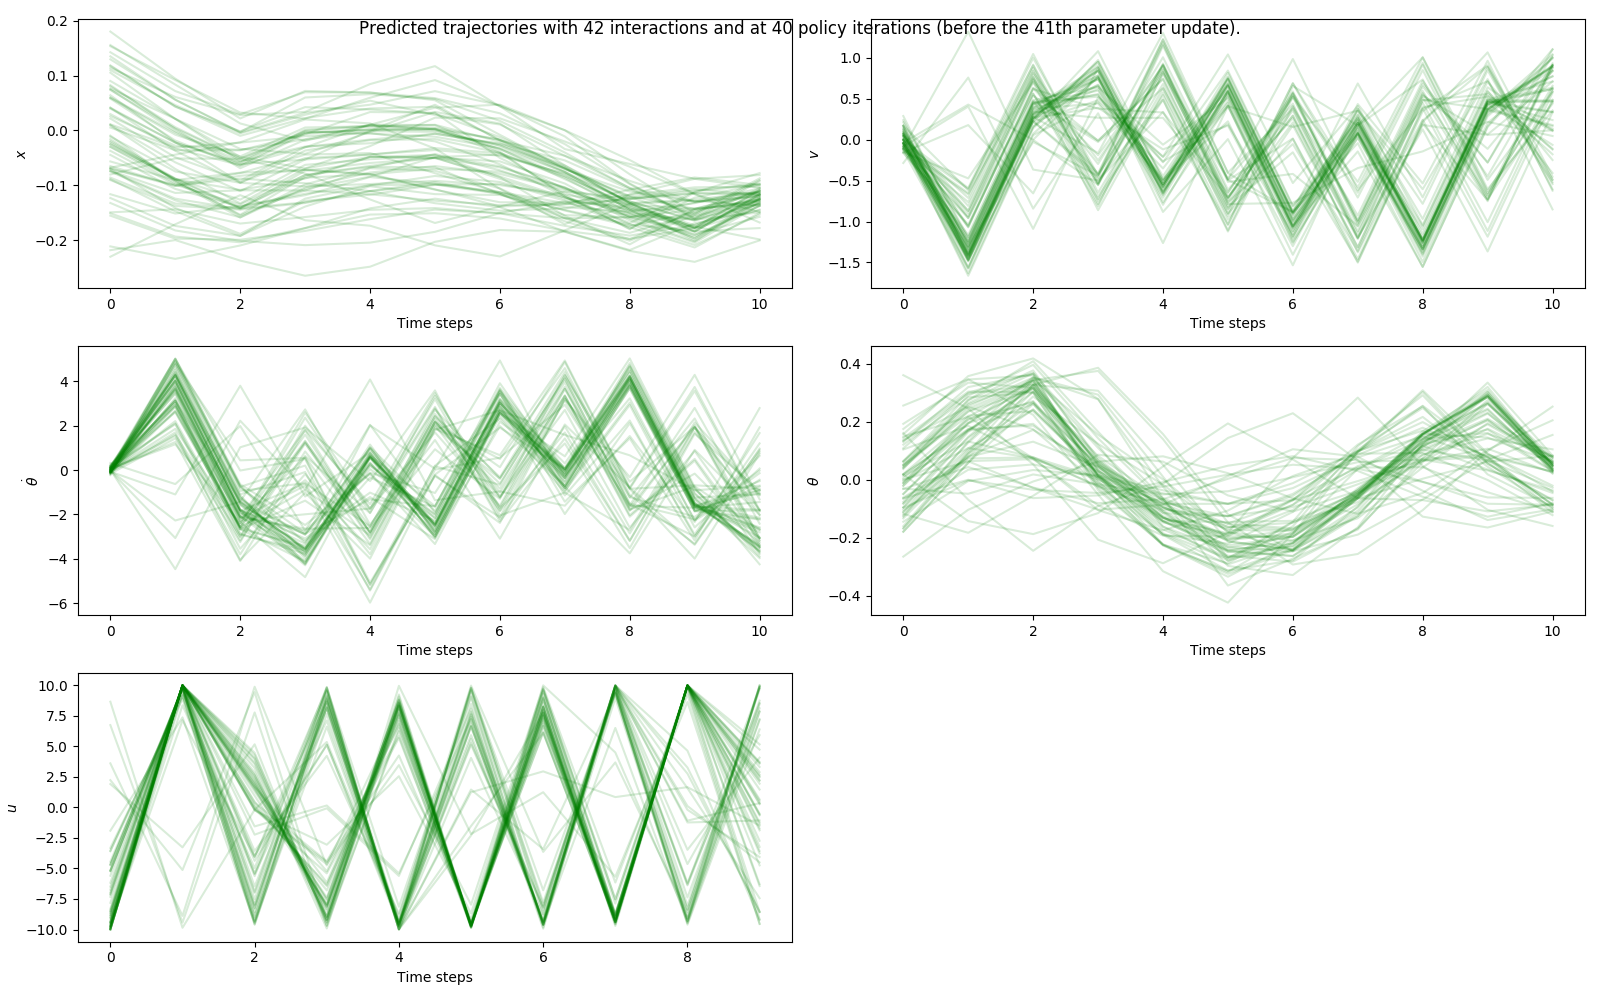 Predicted trajectories with 42 interactions and at 40 policy iterations (before the 41th parameter update).
0.2
0.1
0.0
−0.1
−0.2
x
0 2 4 6 8 10
Time steps
1.0
0.5
0.0
−0.5
−1.0
−1.5
v
0 2 4 6 8 10
Time steps
4
2
0
−2
−4
−6
θ̇
0 2 4 6 8 10
Time steps
0.4
0.2
0.0
−0.2
−0.4
θ
0 2 4 6 8 10
Time steps
10.0
7.5
5.0
2.5
0.0
−2.5
−5.0
−7.5
−10.0
u
0 2 4 6 8
Time steps